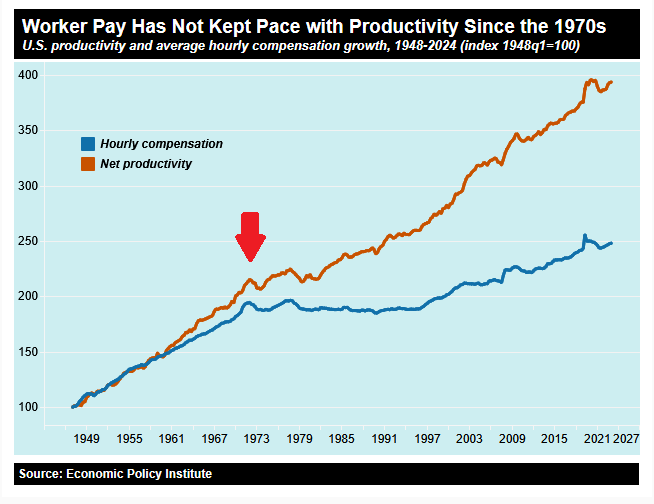 Worker Pay Has Not Kept Pace with Productivity Since the 1970s
U.S. productivity and average hourly compensation growth, 1948-2024 (index 1948q1=100)
400
Hourly compensation
Net productivity
350
300
250
200
150
100
1949 1955 1961 1967 1973 1979 1985 1991 1997 2003 2009 2015 2021 2027
Source: Economic Policy Institute